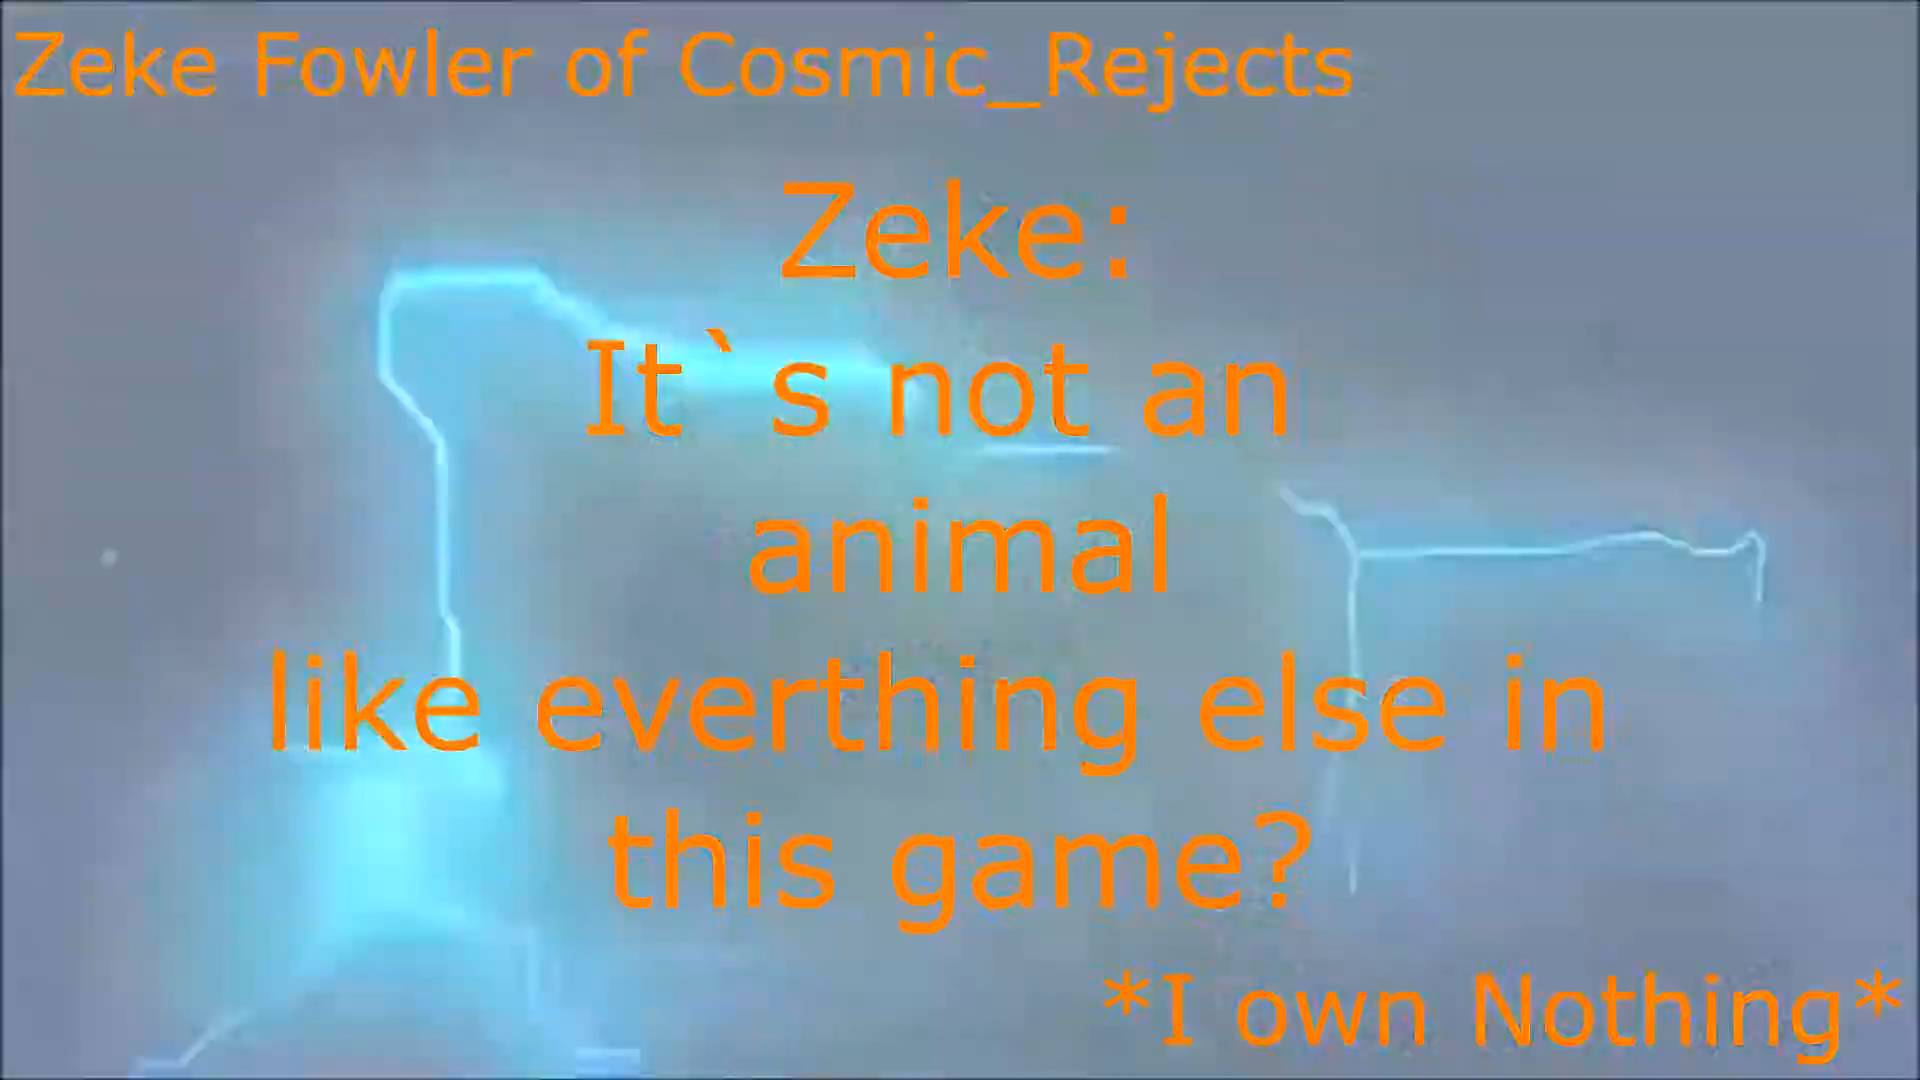 Zeke Fowler of Cosmic_Rejects
Zeke:
It`s not an
animal
like everthing else in
this game?
*I own Nothing*